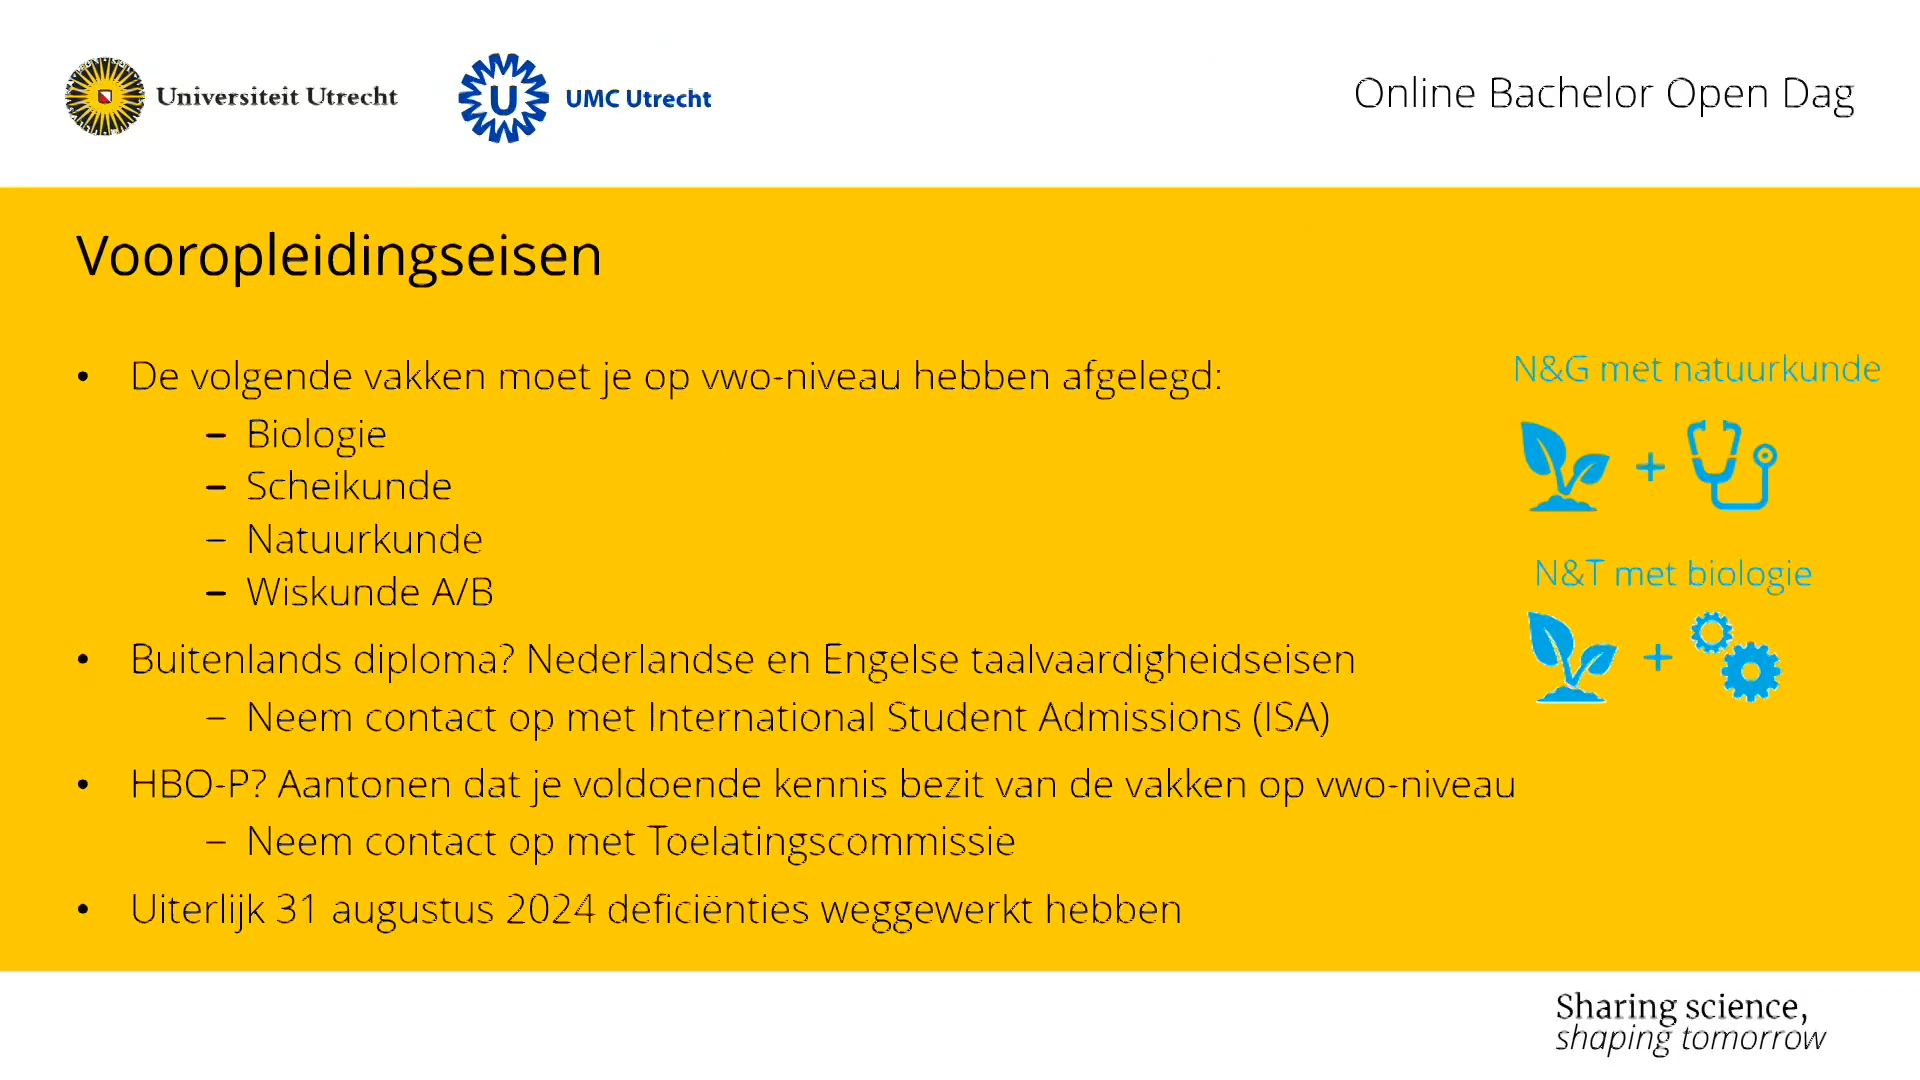 Universiteit Utrecht
UMC Utrecht
Online Bachelor Open Dag
Vooropleidingseisen
• De volgende vakken moet je op vwo-niveau hebben afgelegd:
– Biologie
– Scheikunde
– Natuurkunde
– Wiskunde A/B
• Buitenlands diploma? Nederlandse en Engelse taalvaardigheidseisen
– Neem contact op met International Student Admissions (ISA)
• HBO-P? Aantonen dat je voldoende kennis bezit van de vakken op vwo-niveau
– Neem contact op met Toelatingscommissie
• Uiterlijk 31 augustus 2024 deficiënties weggewerkt hebben
N&G met natuurkunde
+
N&T met biologie
+
Sharing science,
shaping tomorrow